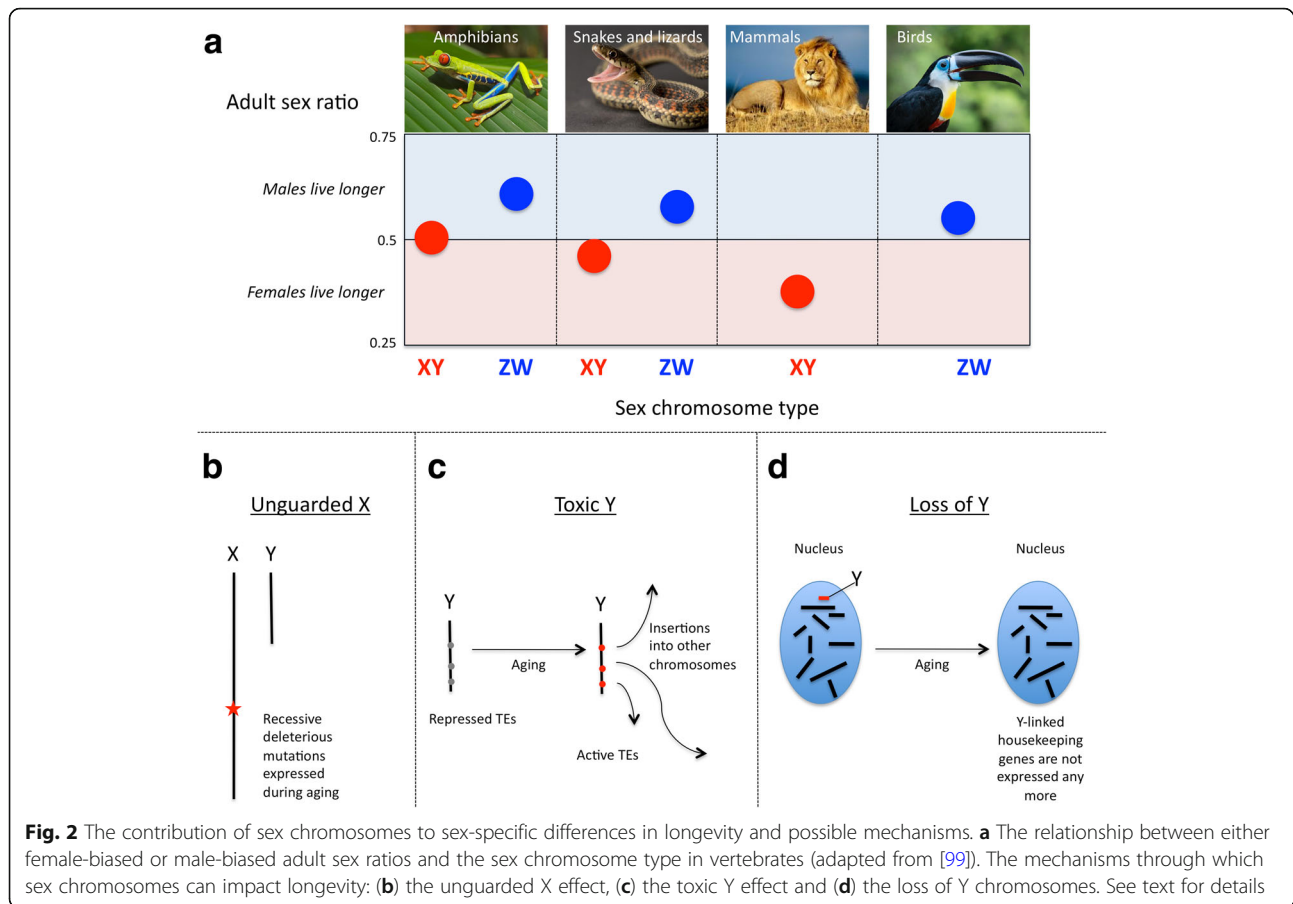 a
Amphibians
Snakes and lizards
Mammals
Birds
Adult sex ratio
0.75
Males live longer
0.5
Females live longer
0.25
XY
ZW
XY
ZW
XY
ZW
Sex chromosome type
b
Unguarded X
X
Y
Recessive
deleterious
mutations
expressed
during aging
c
Toxic Y
Y
Repressed TEs
Aging
Y
Insertions
into other
chromosomes
Active TEs
d
Loss of Y
Nucleus
Y
Aging
Nucleus
Y-linked
housekeeping
genes are not
expressed any
more
Fig. 2 The contribution of sex chromosomes to sex-specific differences in longevity and possible mechanisms. a The relationship between either
female-biased or male-biased adult sex ratios and the sex chromosome type in vertebrates (adapted from [99]). The mechanisms through which
sex chromosomes can impact longevity: (b) the unguarded X effect, (c) the toxic Y effect and (d) the loss of Y chromosomes. See text for details